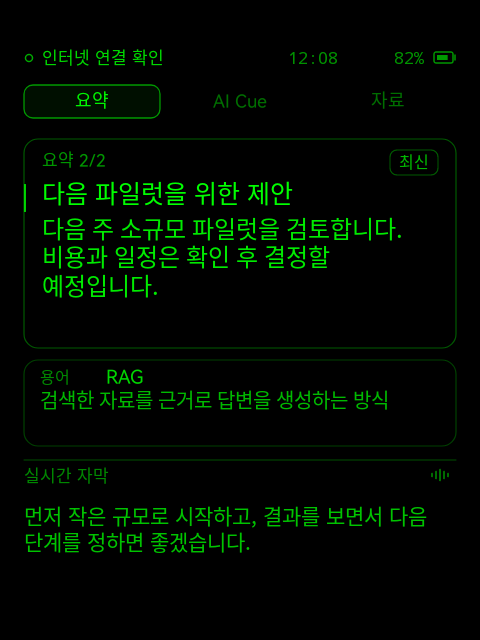 인터넷 연결 확인 12:08 82%
요약 AI Cue 자료
요약 2/2 최신
다음 파일럿을 위한 제안
다음 주 소규모 파일럿을 검토합니다.
비용과 일정은 확인 후 결정할
예정입니다.
용어 RAG
검색한 자료를 근거로 답변을 생성하는 방식
실시간 자막
먼저 작은 규모로 시작하고, 결과를 보면서 다음
단계를 정하면 좋겠습니다.